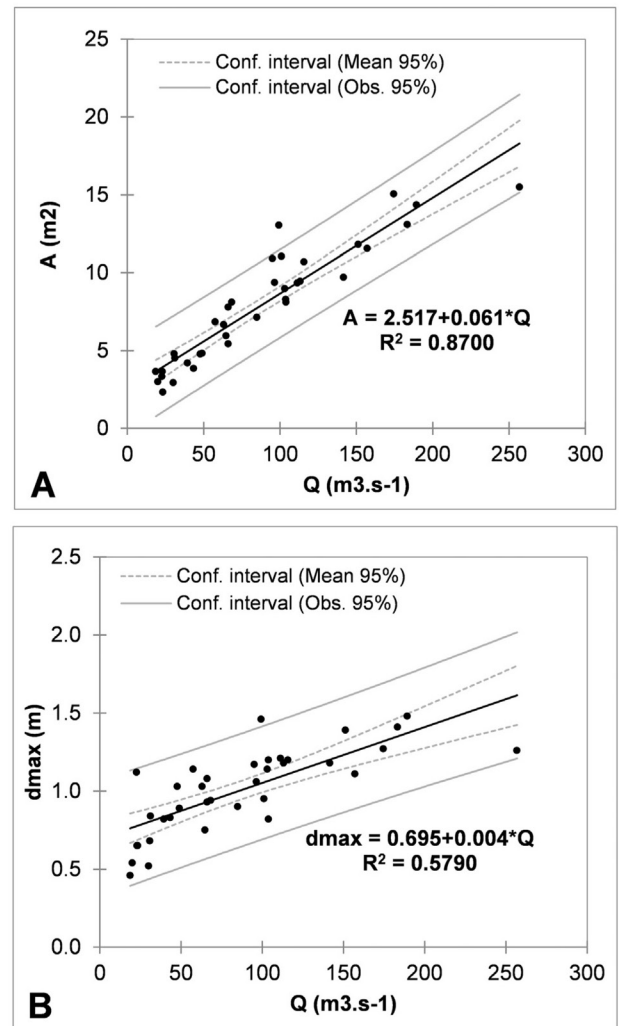 25
Conf. interval (Mean 95%)
Conf. interval (Obs. 95%)
20
15
A (m2)
10
A = 2.517+0.061*Q
R² = 0.8700
5
0
0 50 100 150 200 250 300
A
Q (m3.s-1)
2.5
Conf. interval (Mean 95%)
Conf. interval (Obs. 95%)
2.0
1.5
dmax (m)
1.0
dmax = 0.695+0.004*Q
R² = 0.5790
0.5
0.0
0 50 100 150 200 250 300
B
Q (m3.s-1)